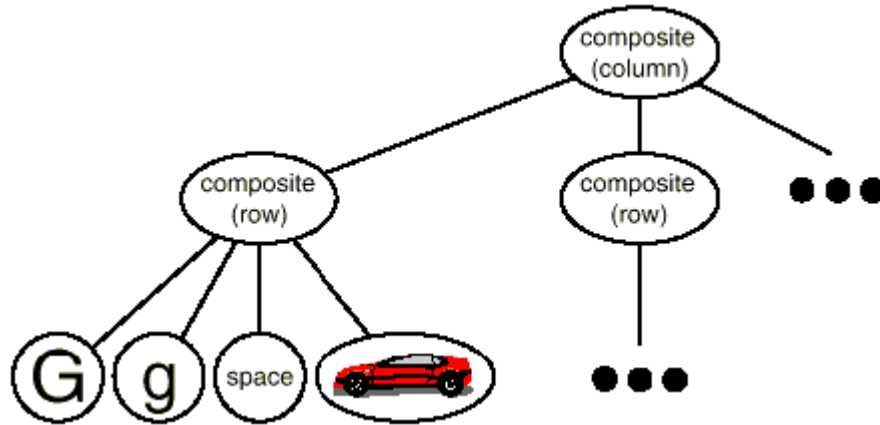 composite
(column)
composite
(row)
composite
(row)
G
g
space